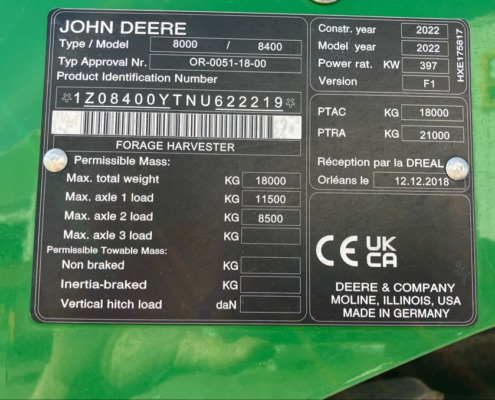 JOHN DEERE
Type / Model 8000 / 8400
Typ Approval Nr. OR-0051-18-00
Product Identification Number
*1Z08400YTNU622219*
FORAGE HARVESTER
Permissible Mass:
Max. total weight KG 18000
Max. axle 1 load KG 11500
Max. axle 2 load KG 8500
Max. axle 3 load KG
Permissible Towable Mass:
Non braked KG
Inertia-braked KG
Vertical hitch load daN
Constr. year 2022
Model year 2022
Power rat. KW 397
Version F1
HXE175817
PTAC KG 18000
PTRA KG 21000
Réception par la DREAL
Orléans le 12.12.2018
CE UK
CA
DEERE & COMPANY
MOLINE, ILLINOIS, USA
MADE IN GERMANY